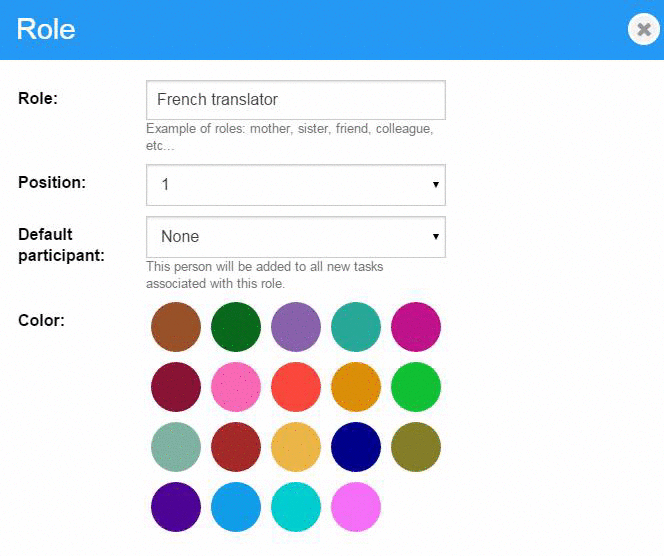 Role
Role:
French translator
Example of roles: mother, sister, friend, colleague,
etc...
Position:
1
Default
participant:
None
This person will be added to all new tasks
associated with this role.
Color: